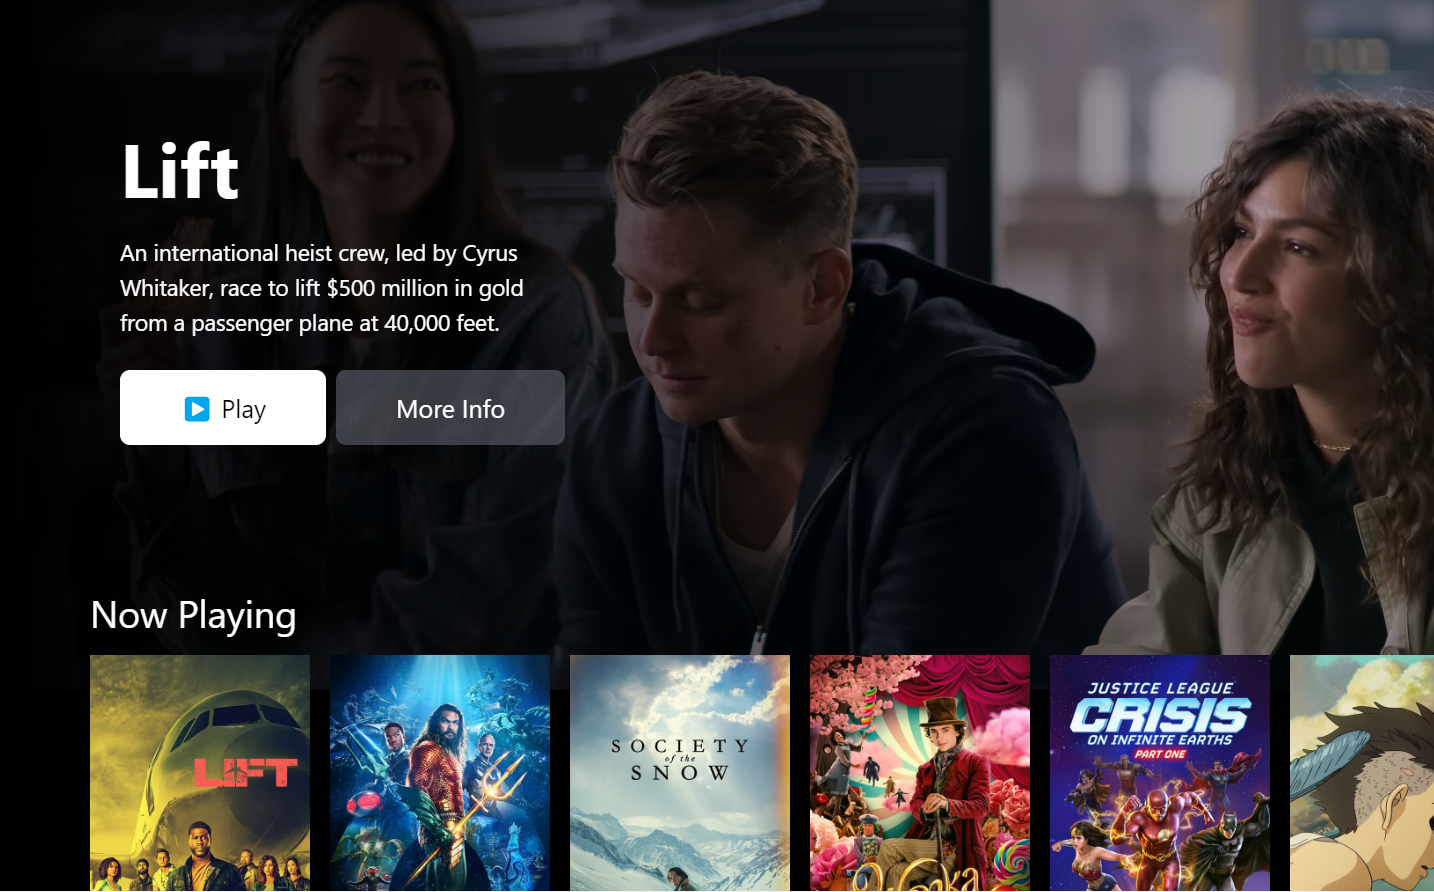 Lift
An international heist crew, led by Cyrus
Whitaker, race to lift $500 million in gold
from a passenger plane at 40,000 feet.
Play
More Info
Now Playing
LIFT
SOCIETY
of the
SNOW
JUSTICE LEAGUE
CRISIS
ON INFINITE EARTHS
PART ONE
Wonka